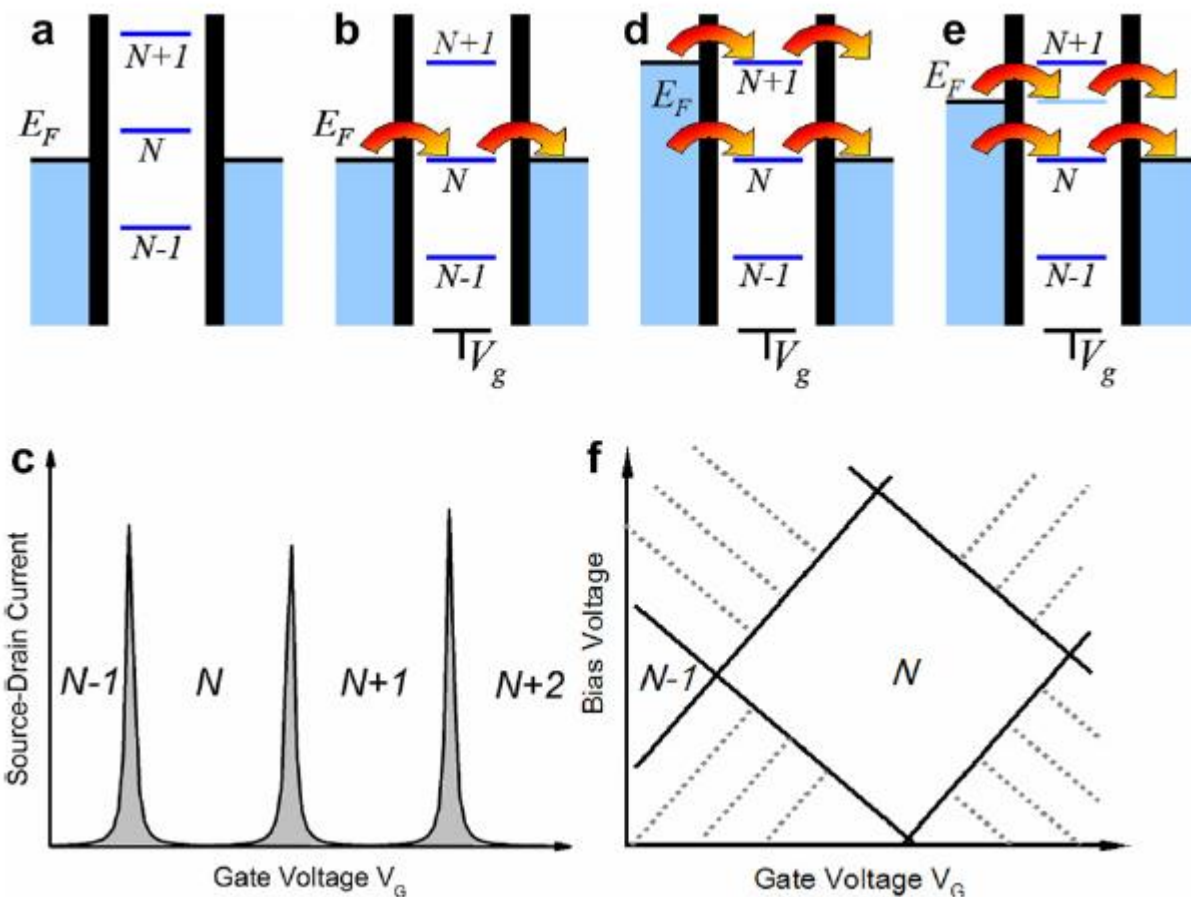 a
N+1
E_F
N
N-1
b
N+1
E_F
N
N-1
V_g
d
E_F
N+1
N
N-1
V_g
e
N+1
E_F
N
N-1
V_g
c
Source-Drain Current
N-1 N N+1 N+2
Gate Voltage V_G
f
Bias Voltage
N-1
N
Gate Voltage V_G